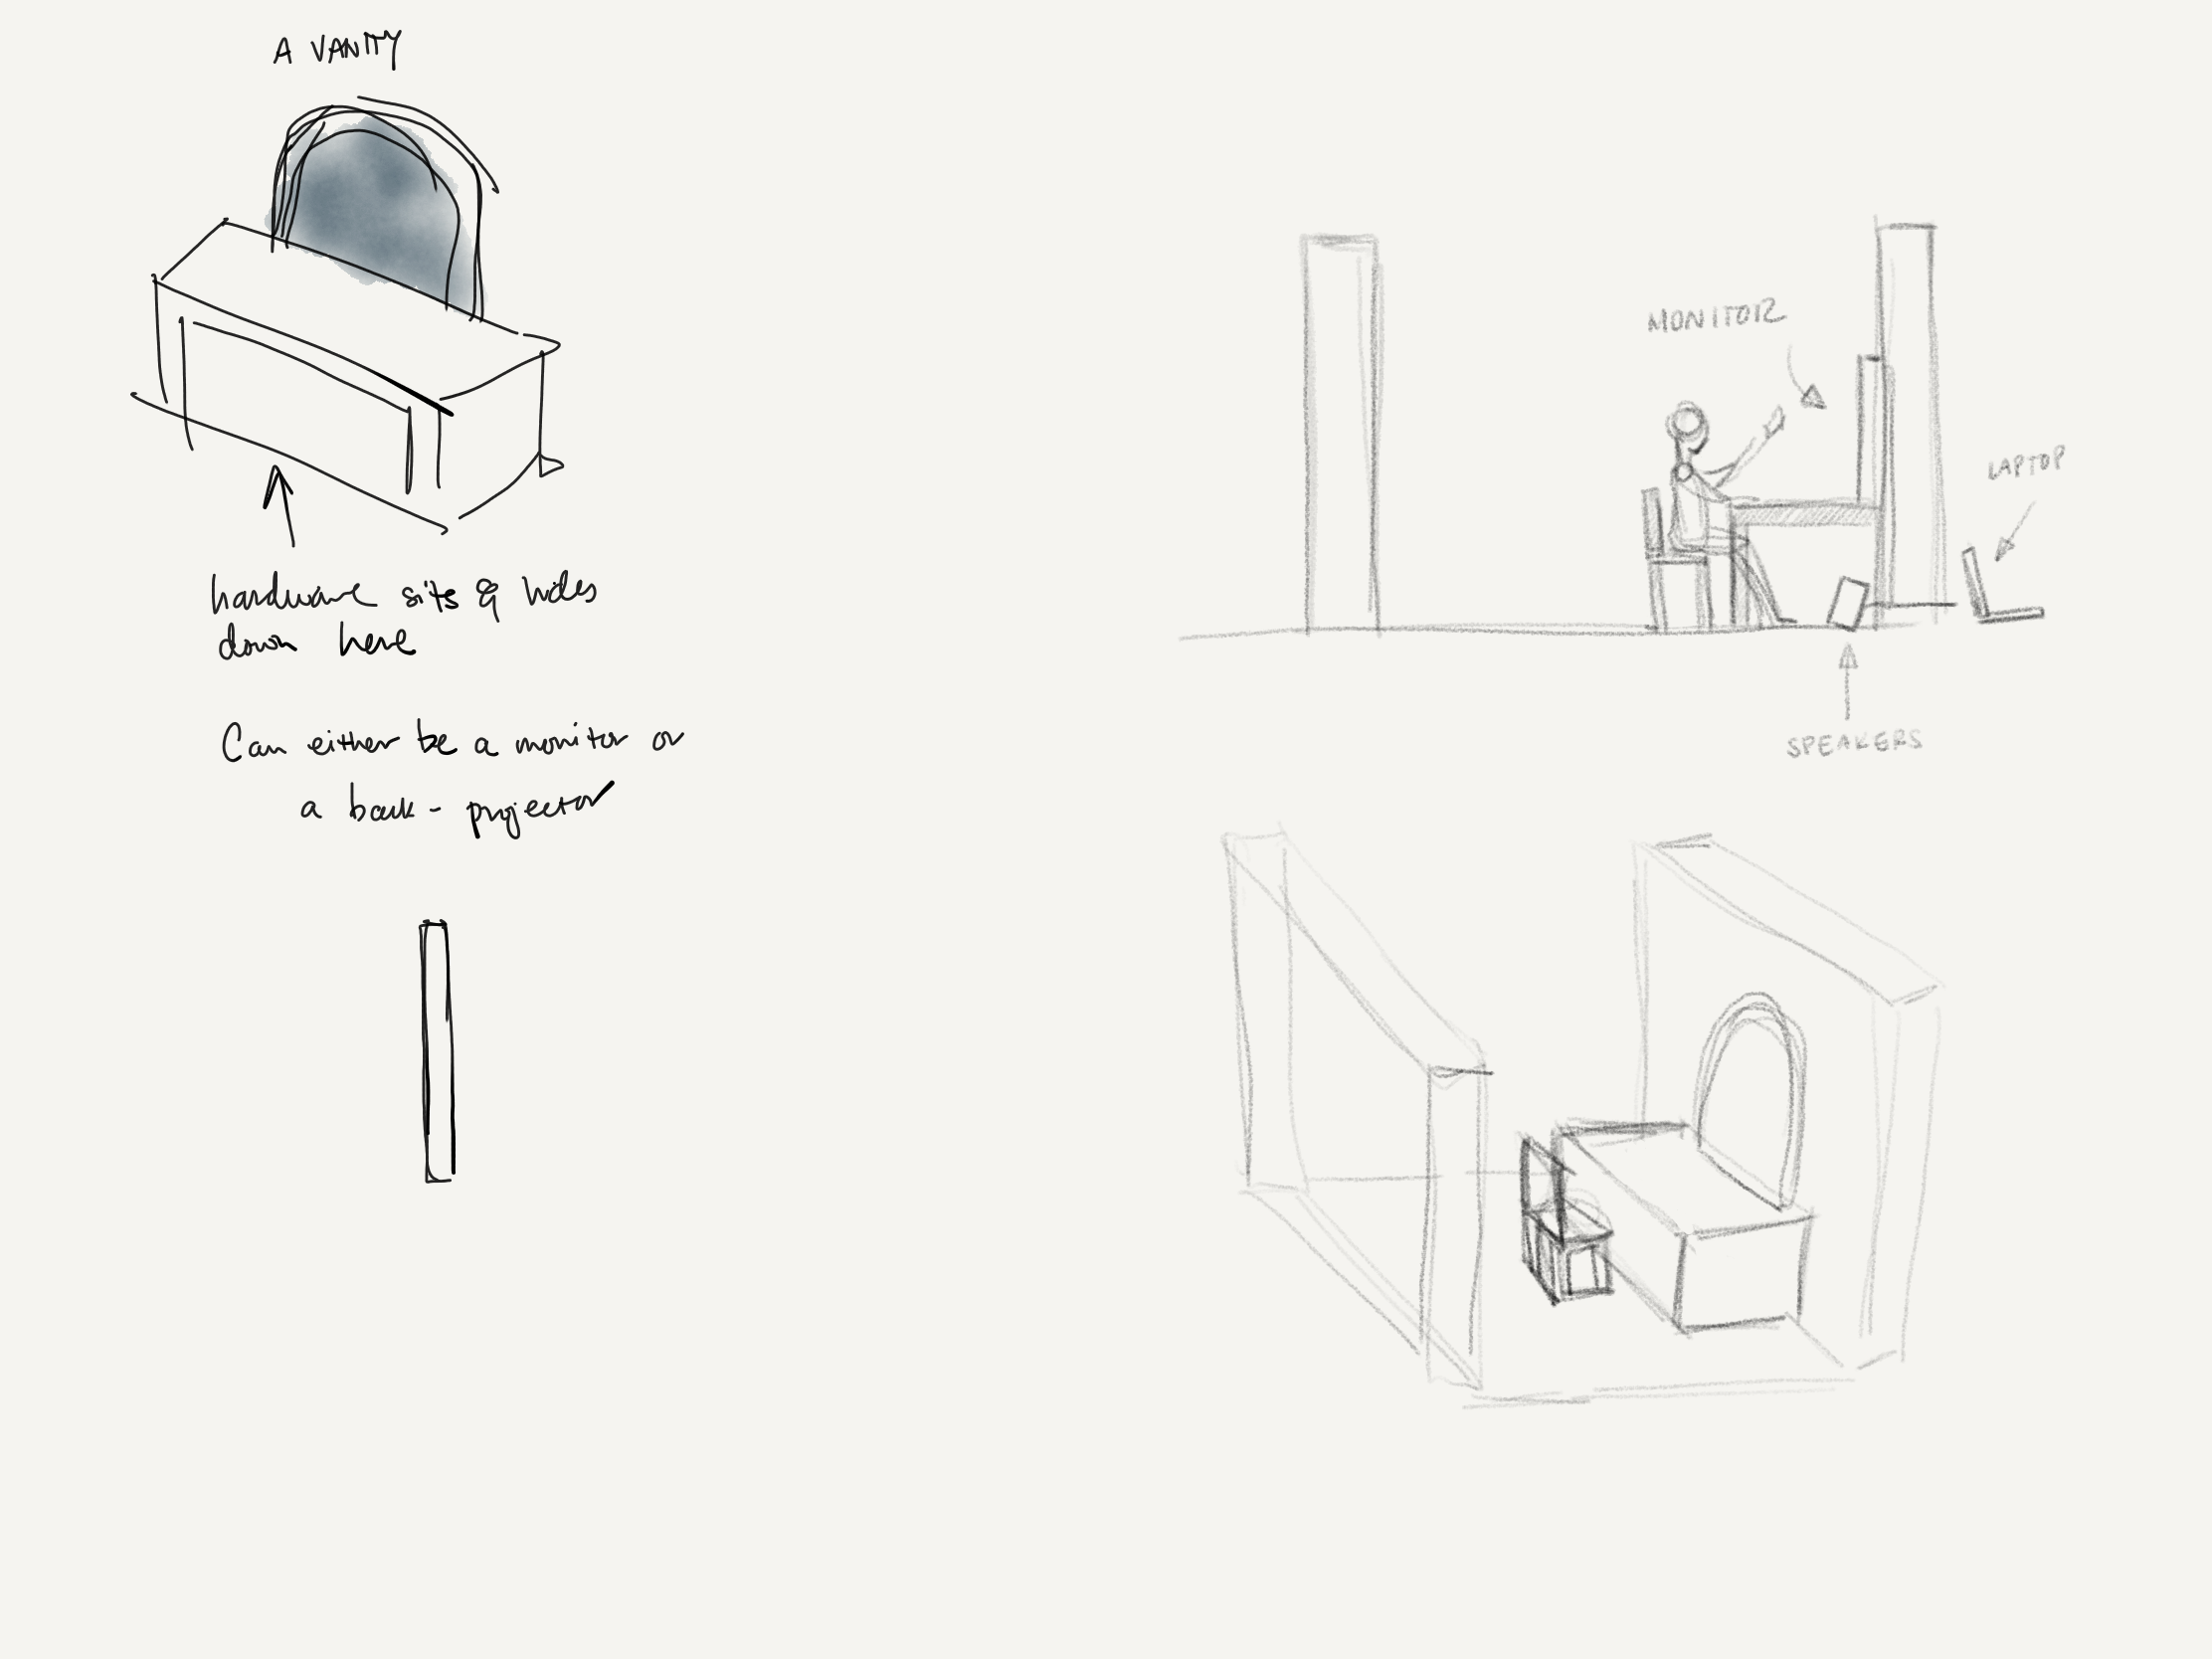 A VANITY
hardware sits & hides
down here
Can either be a monitor or
a back-projector
MONITOR
LAPTOP
SPEAKERS